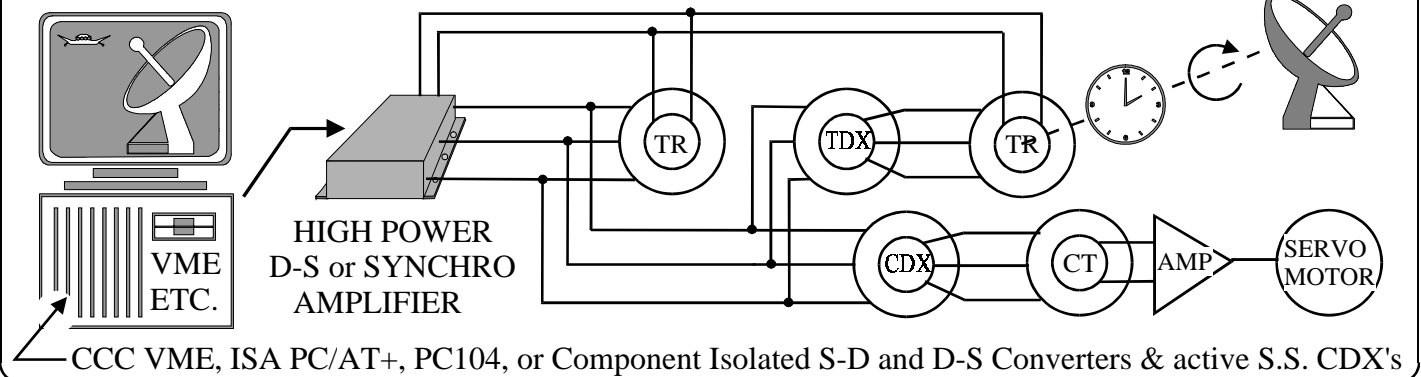 TR
TDX
TR
HIGH POWER
D-S or SYNCHRO
AMPLIFIER
VME
ETC.
CDX
CT
AMP
SERVO
MOTOR
CCC VME, ISA PC/AT+, PC104, or Component Isolated S-D and D-S Converters & active S.S. CDX's